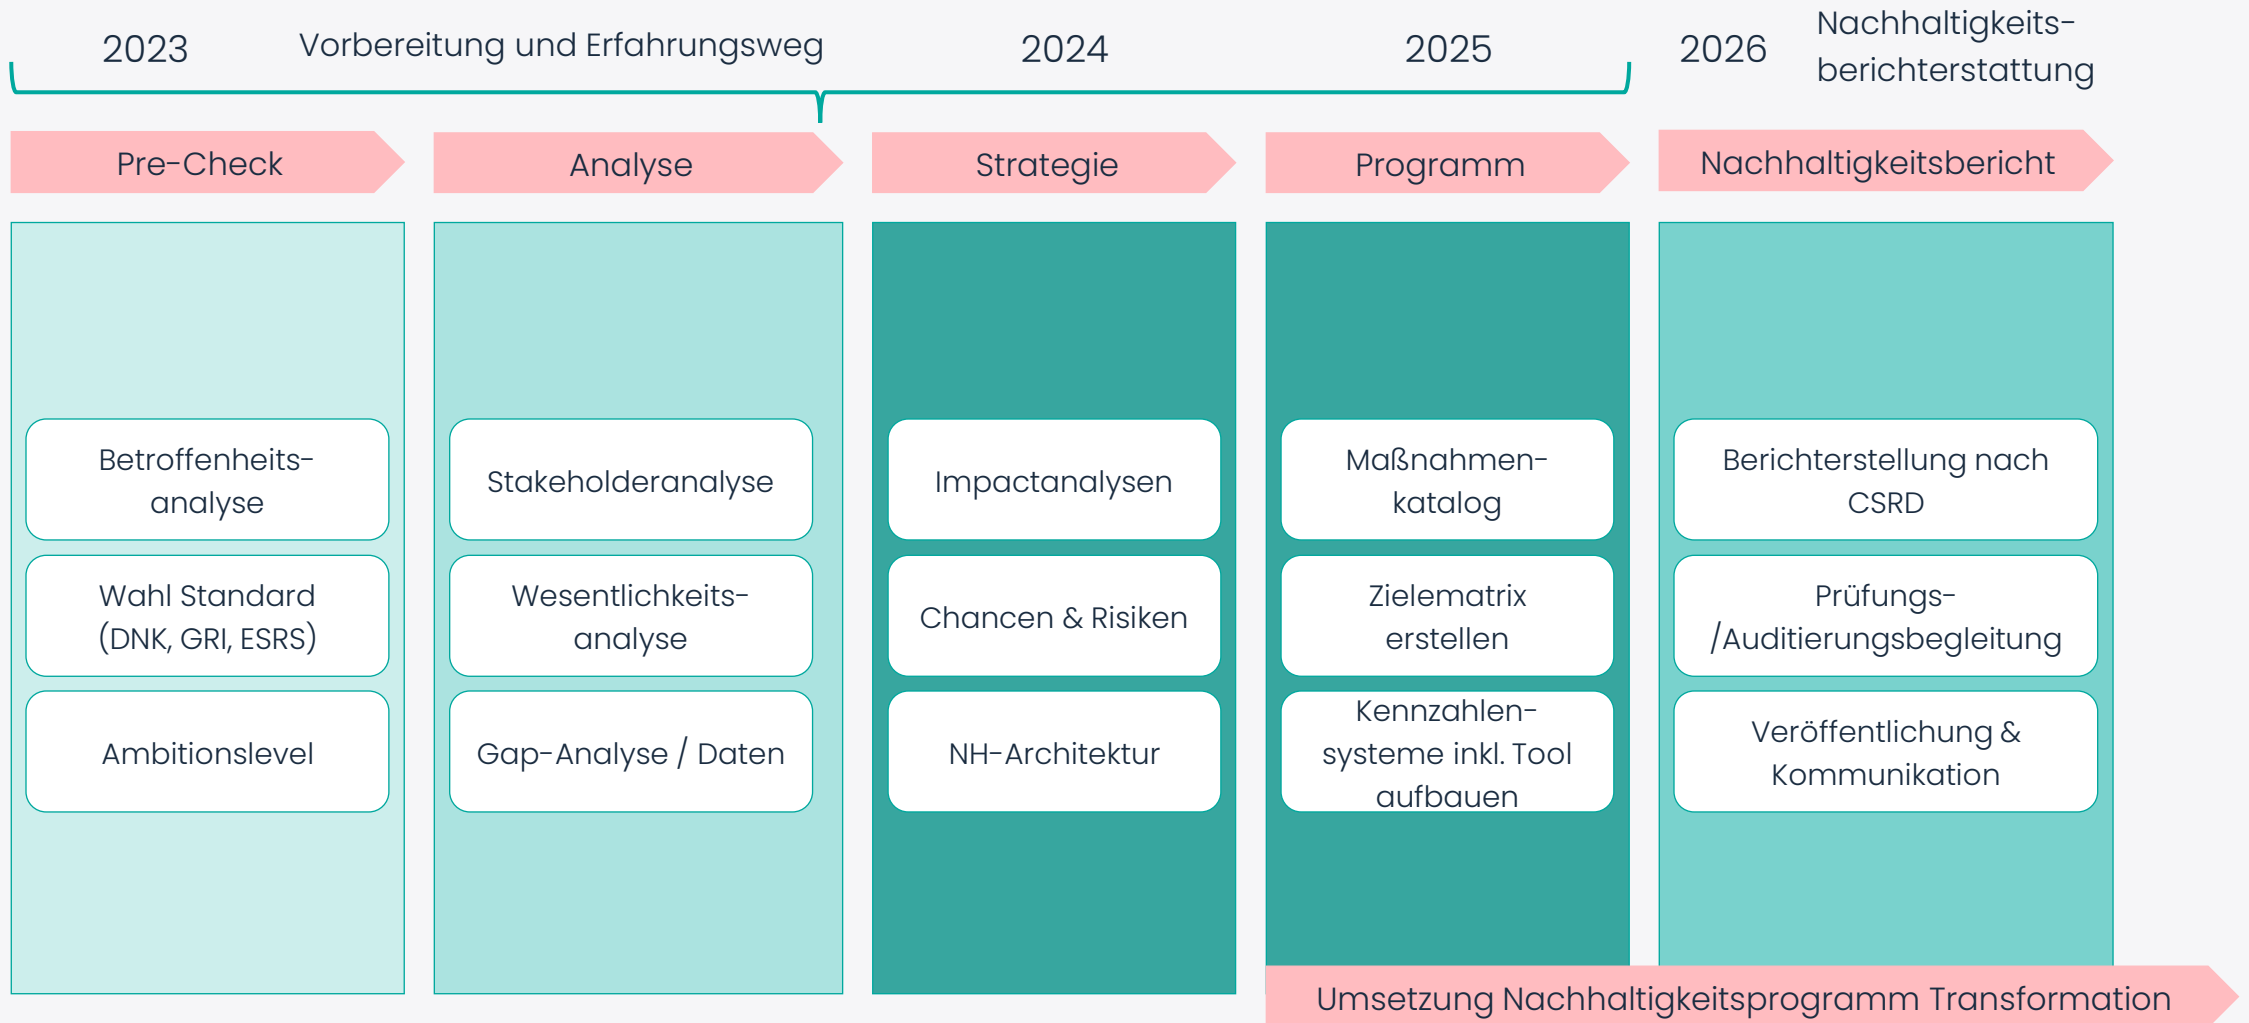 2023
Vorbereitung und Erfahrungsweg
2024
2025
2026
Nachhaltigkeits-
berichterstattung
Pre-Check
Analyse
Strategie
Programm
Nachhaltigkeitsbericht
Betroffenheits-
analyse
Wahl Standard
(DNK, GRI, ESRS)
Ambitionslevel
Stakeholderanalyse
Wesentlichkeits-
analyse
Gap-Analyse / Daten
Impactanalysen
Chancen & Risiken
NH-Architektur
Maßnahmen-
katalog
Zielematrix
erstellen
Kennzahlen-
systeme inkl. Tool
aufbauen
Berichterstellung nach
CSRD
Prüfungs-
/Auditierungsbegleitung
Veröffentlichung &
Kommunikation
Umsetzung Nachhaltigkeitsprogramm Transformation